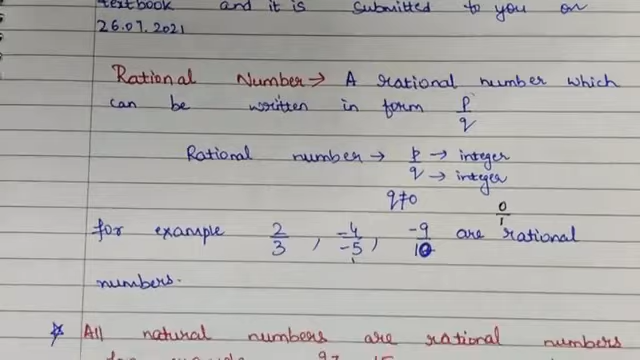 textbook and it is submitted to you on
26.07.2021
Rational Number → A rational number which
can be written in form p/q
Rational number → p → integer
q → integer
q≠0 0/1
for example 2/3 , -4/-5 , -9/10 are rational
numbers.
☆ All natural numbers are rational numbers